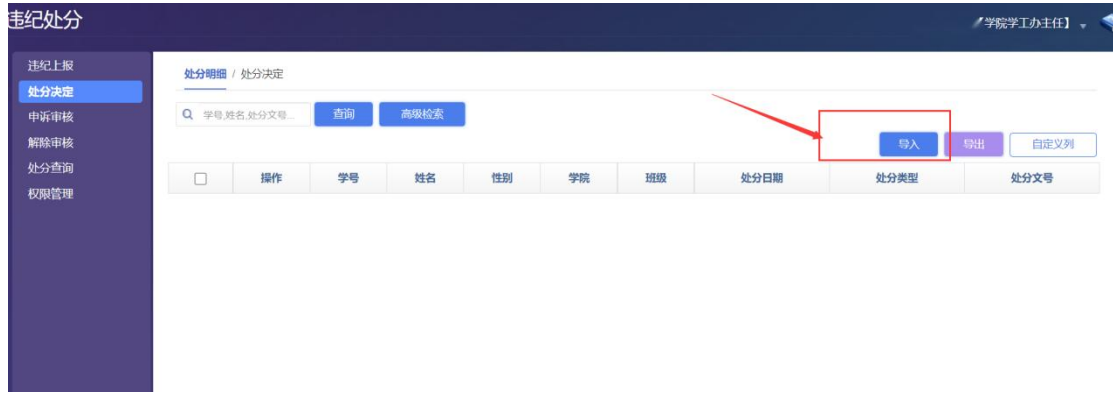 违纪处分
学院学工办主任】
违纪上报
处分决定
申诉审核
解除审核
处分查询
权限管理
处分明细 / 处分决定
学号,姓名,处分文号... 查询 高级检索
导入 导出 自定义列
操作 学号 姓名 性别 学院 班级 处分日期 处分类型 处分文号